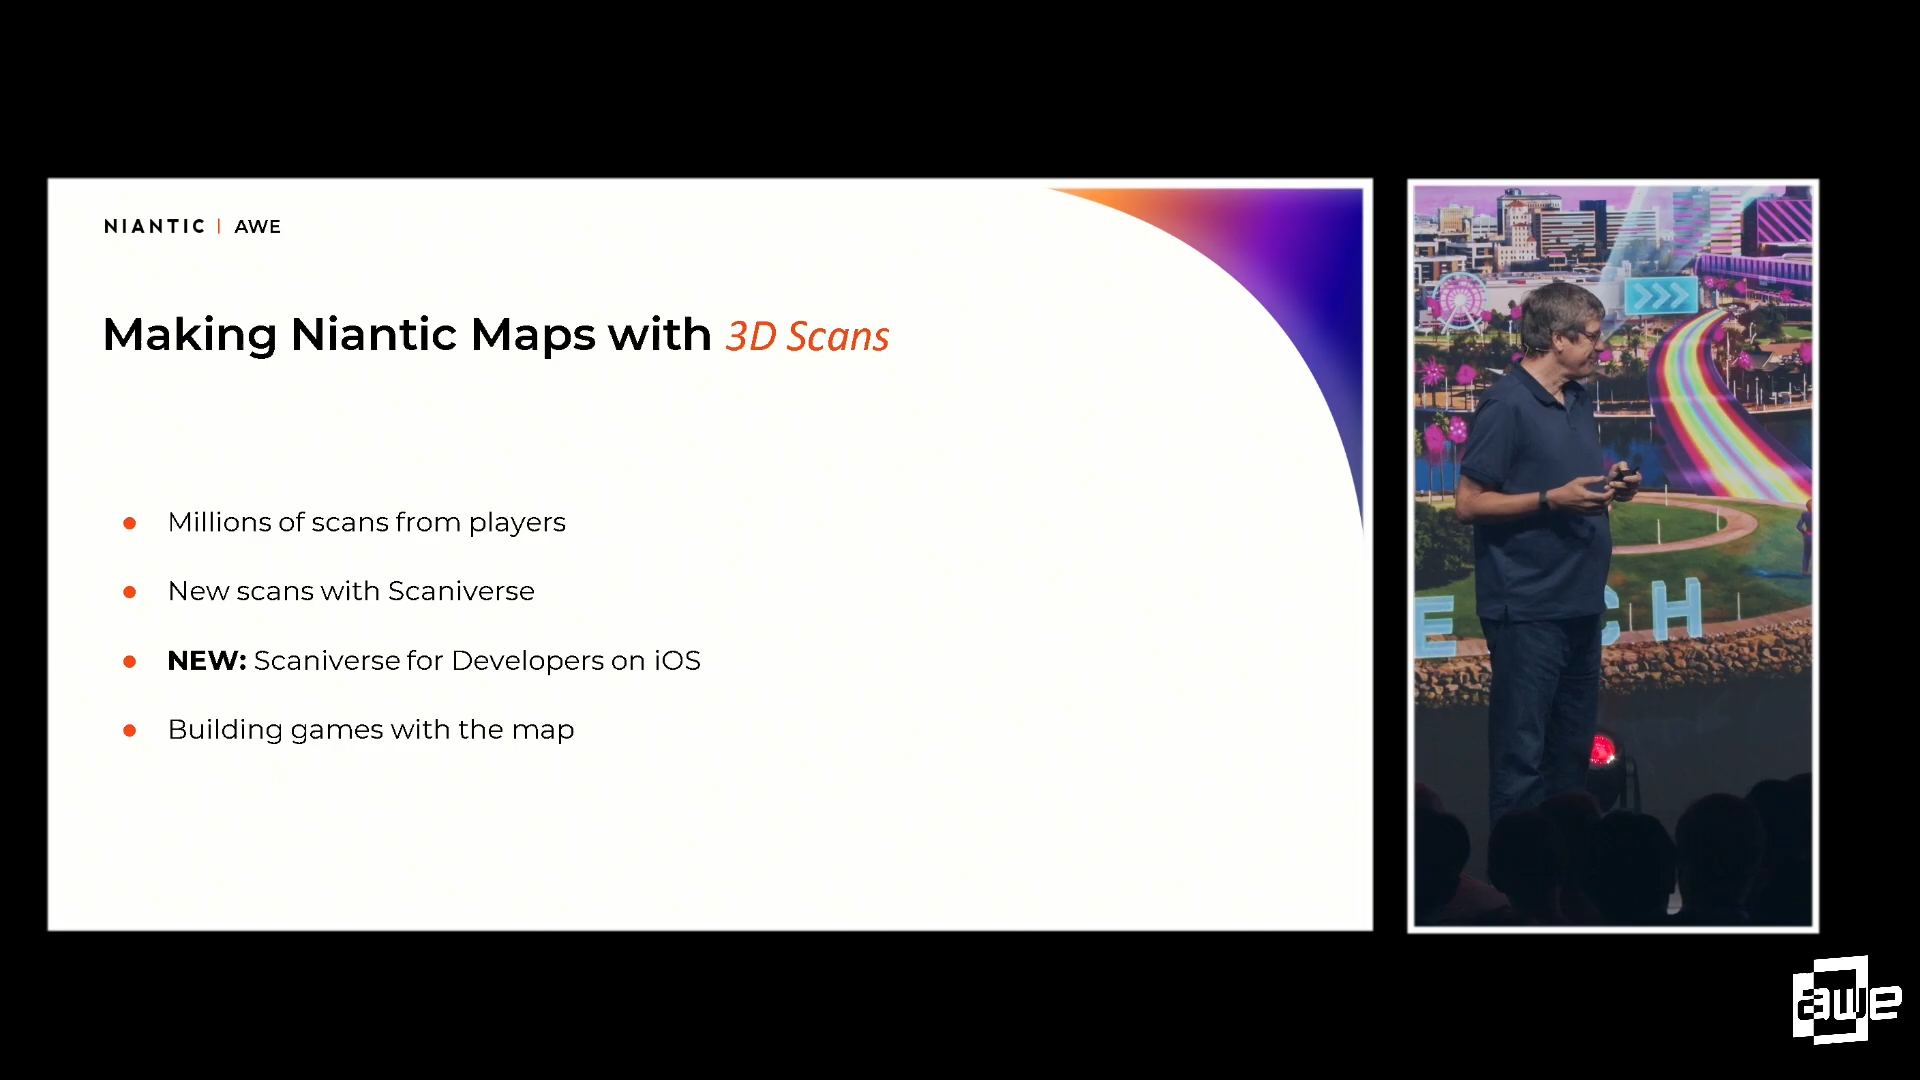 NIANTIC | AWE
Making Niantic Maps with 3D Scans
● Millions of scans from players
● New scans with Scaniverse
● NEW: Scaniverse for Developers on iOS
● Building games with the map
E CH
awe